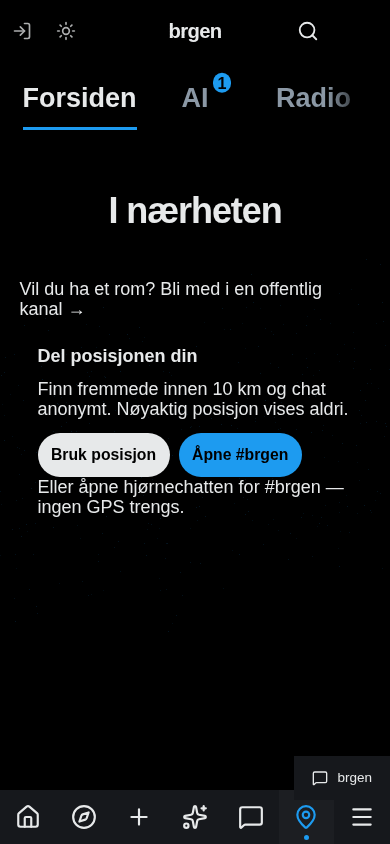 brgen
Forsiden
AI
1
Radio
I nærheten
Vil du ha et rom? Bli med i en offentlig
kanal →
Del posisjonen din
Finn fremmede innen 10 km og chat
anonymt. Nøyaktig posisjon vises aldri.
Bruk posisjon
Åpne #brgen
Eller åpne hjørnechatten for #brgen —
ingen GPS trengs.
brgen